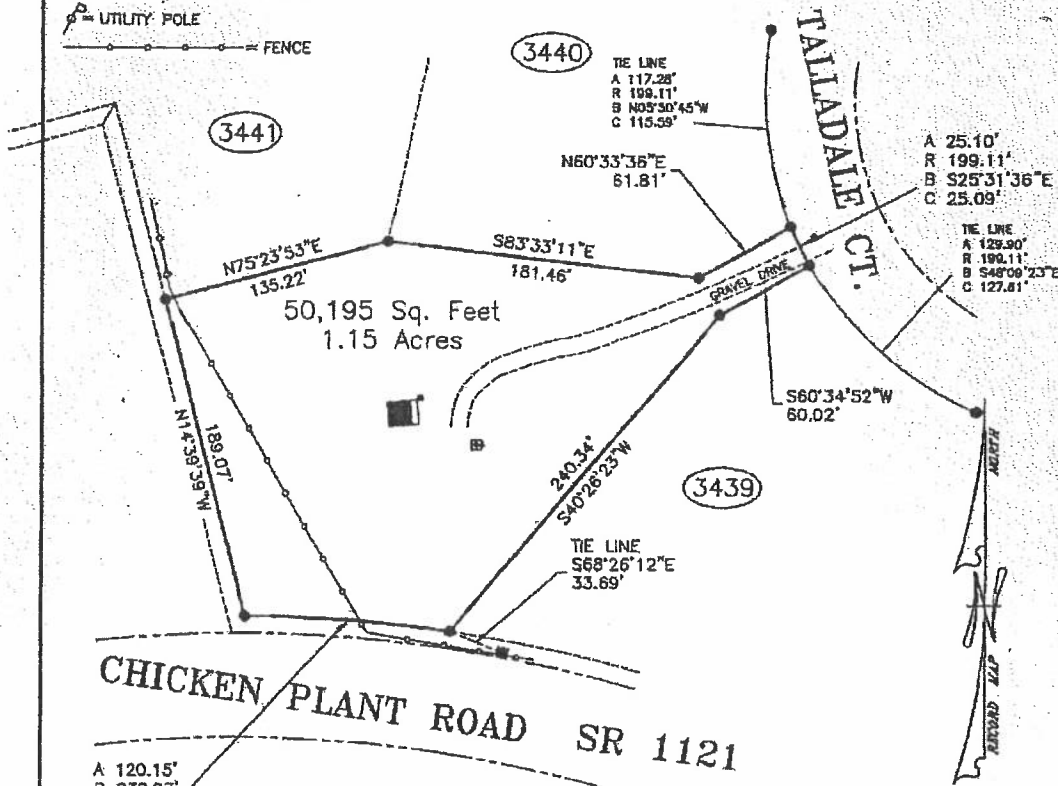 = UTILITY POLE
= FENCE
3440
3441
TIE LINE
A 117.28'
R 199.11'
B N05°30'45"W
C 115.59'
TALLADALE CT.
N60°33'36"E
61.81'
A 25.10'
R 199.11'
B S25°31'36"E
C 25.09'
TIE LINE
A 129.90'
R 199.11'
B S48°09'23"E
C 127.61'
N75°23'53"E
135.22'
S83°33'11"E
181.46'
GRAVEL DRIVE
50,195 Sq. Feet
1.15 Acres
S60°34'52"W
60.02'
N14°39'39"W
189.07'
240.34'
S40°26'23"W
3439
NORTH
TIE LINE
S68°26'12"E
33.69'
RECORD MAP
CHICKEN PLANT ROAD SR 1121
A 120.15'